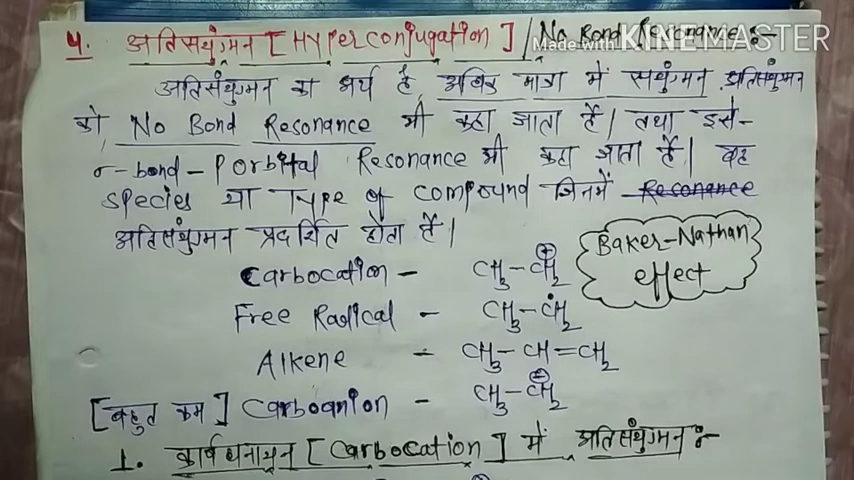 4. अतिसंयुग्मन [Hyperconjugation] / No Bond Resonance :-
Made with KINEMASTER
अतिसंयुग्मन का अर्थ है, अधिक मात्रा में संयुग्मन, अतिसंयुग्मन
को, No Bond Resonance भी कहा जाता है। तथा इसे-
σ-bond-Porbital Resonance भी कहा जाता है। वह
species या Type of compound जिनमें Resonance
अतिसंयुग्मन प्रदर्शित होता है।
Baker-Nathan
effect
Carbocation - CH3-CH2⊕
Free Radical - CH3-ĊH2
Alkene - CH3-CH=CH2
[बहुत कम] Carboanion - CH3-CH2⊖
1. कार्बधनायन [Carbocation] में अतिसंयुग्मन:-